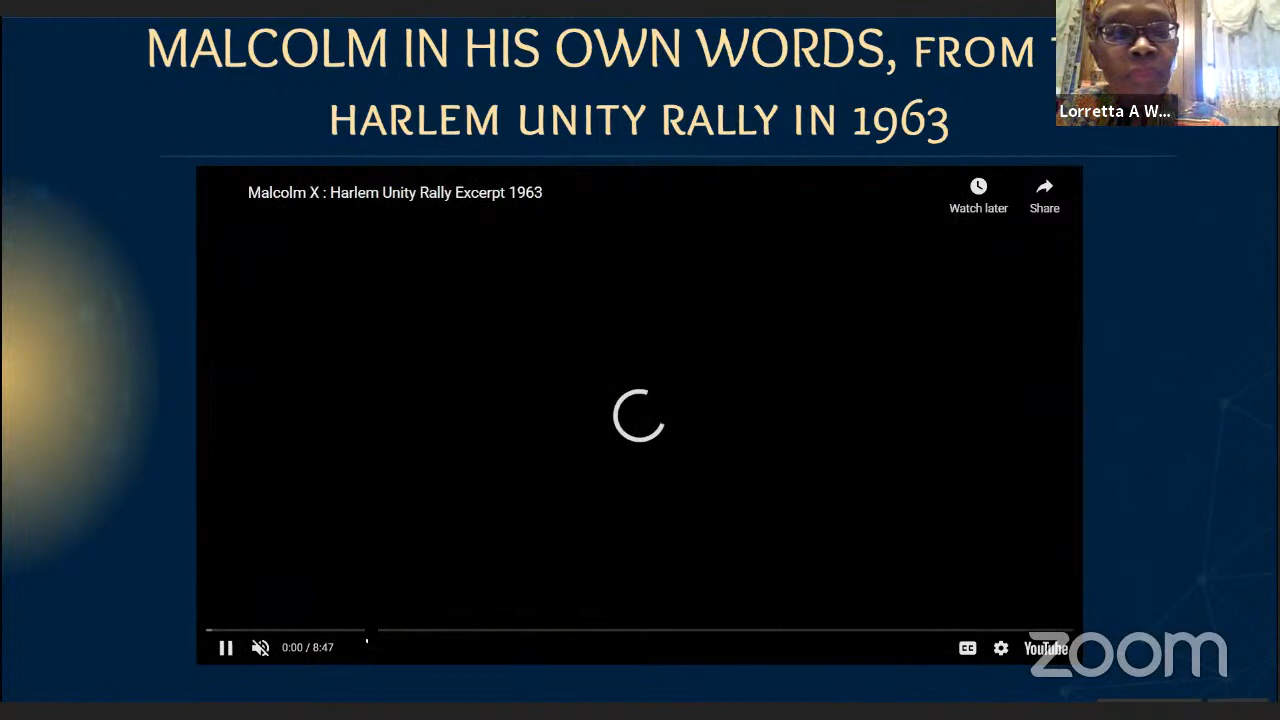 MALCOLM IN HIS OWN WORDS, FROM
HARLEM UNITY RALLY IN 1963
Lorretta A W...
Malcolm X : Harlem Unity Rally Excerpt 1963
Watch later
Share
0:00 / 8:47
CC
YouTube
zoom